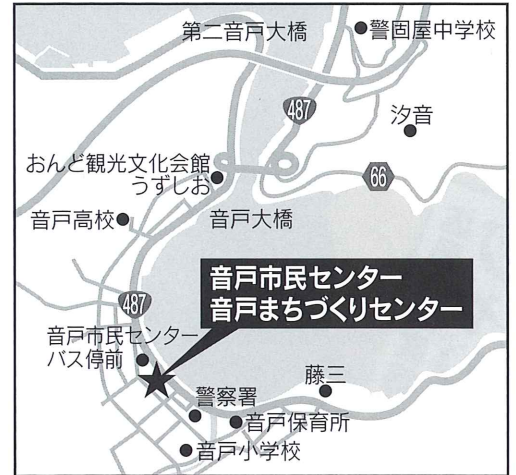 第二音戸大橋
警固屋中学校
487
汐音
おんど観光文化会館
うずしお
66
音戸高校
音戸大橋
音戸市民センター
音戸まちづくりセンター
487
音戸市民センター
バス停前
藤三
警察署
音戸保育所
音戸小学校